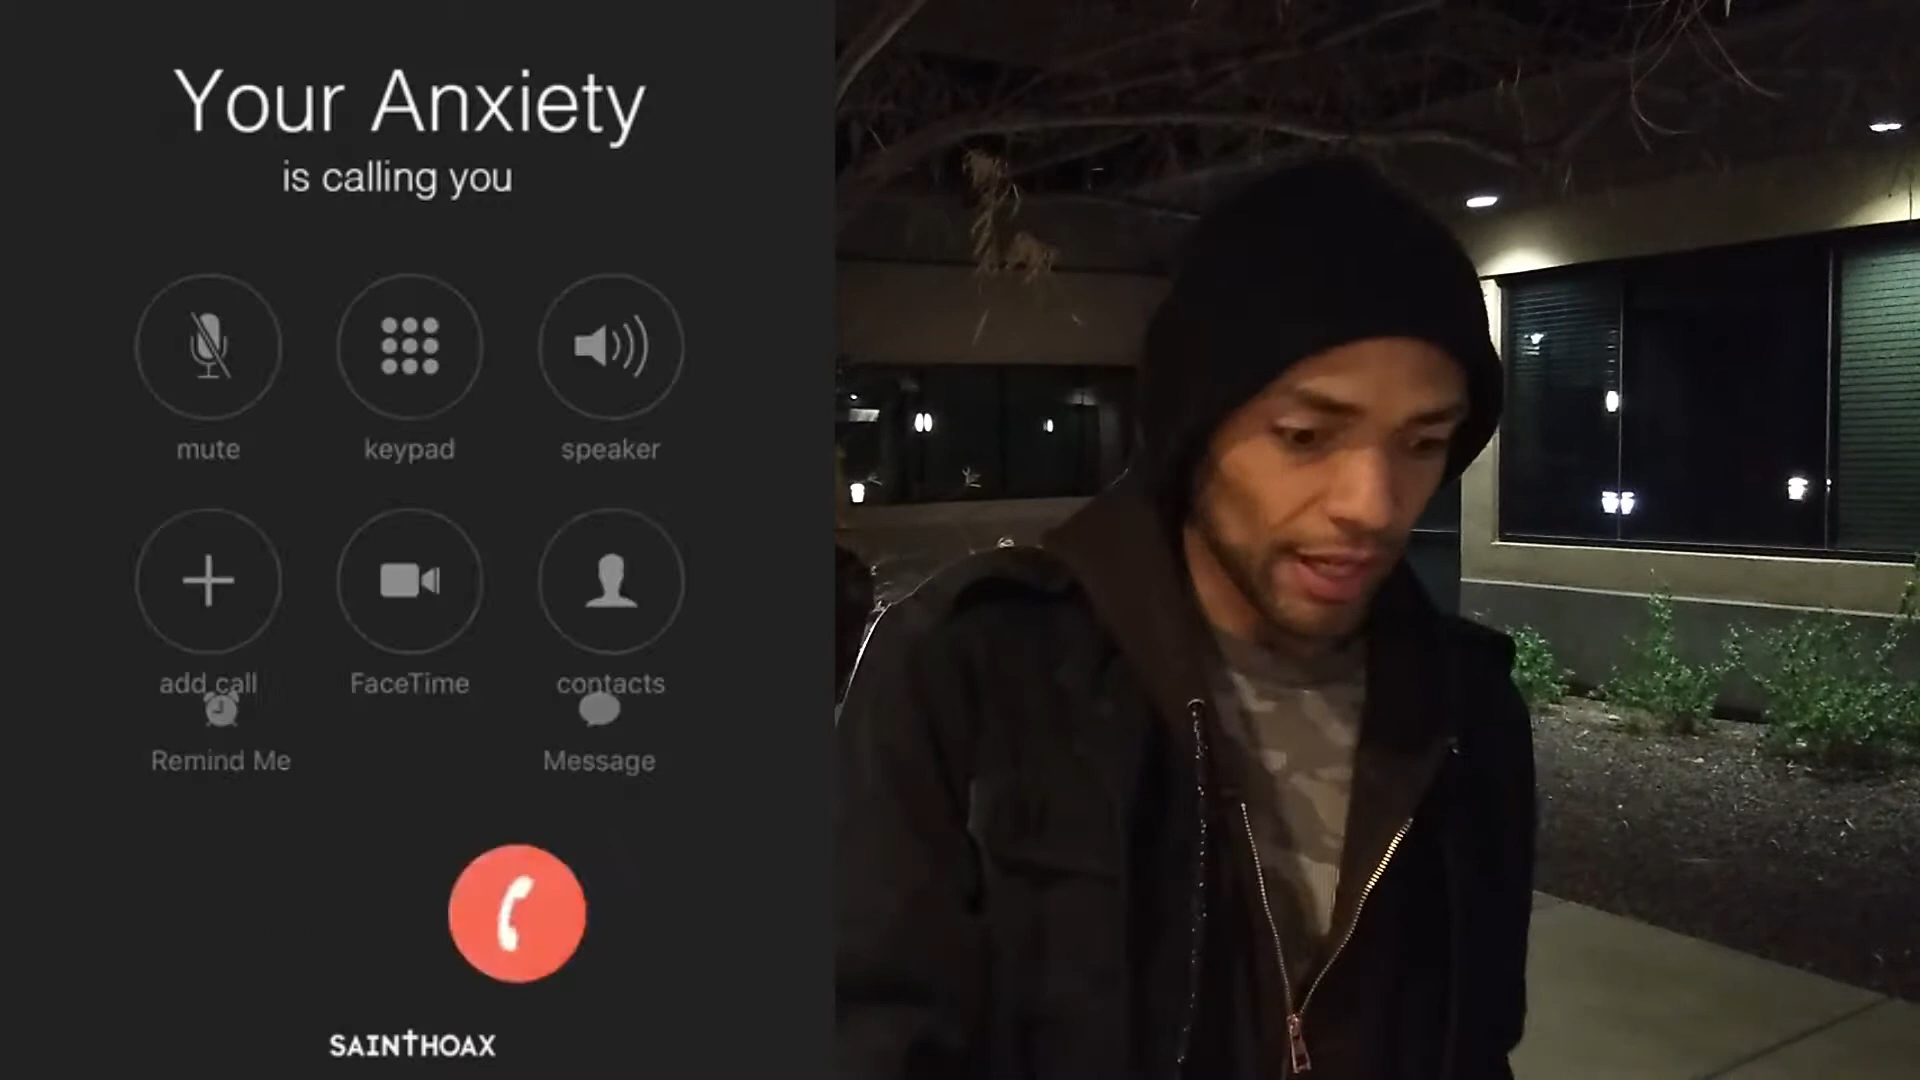 Your Anxiety
is calling you
mute keypad speaker
add call FaceTime contacts
Remind Me Message
SAINTHOAX